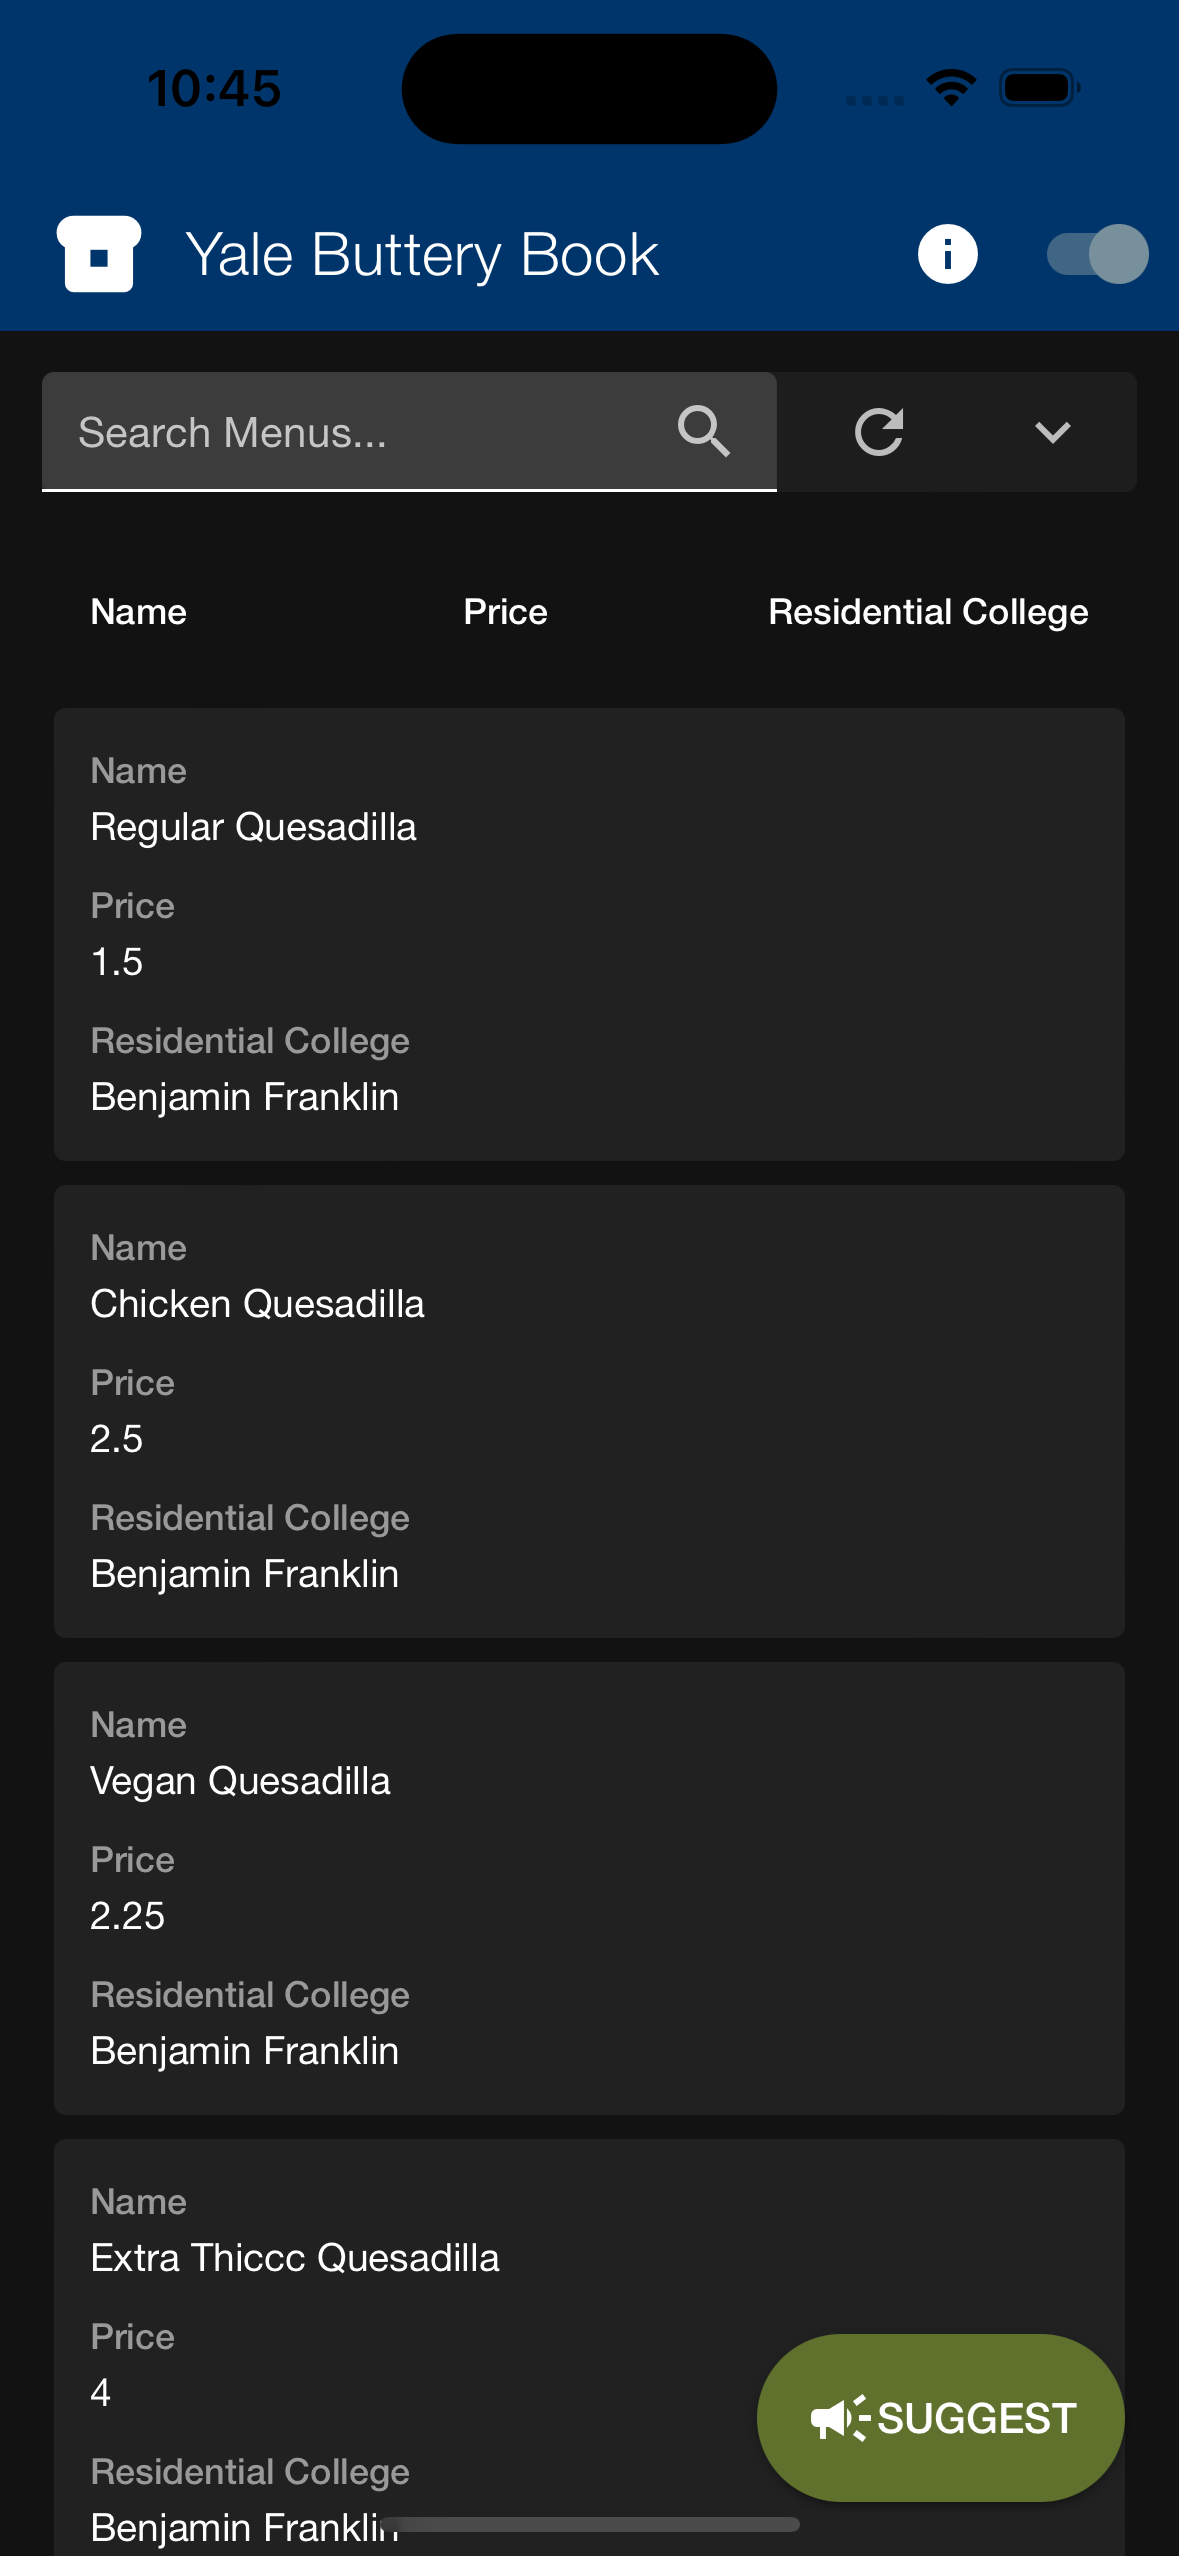 10:45
Yale Buttery Book
Search Menus...
Name Price Residential College
Name
Regular Quesadilla
Price
1.5
Residential College
Benjamin Franklin
Name
Chicken Quesadilla
Price
2.5
Residential College
Benjamin Franklin
Name
Vegan Quesadilla
Price
2.25
Residential College
Benjamin Franklin
Name
Extra Thiccc Quesadilla
Price
4
SUGGEST
Residential College
Benjamin Franklin